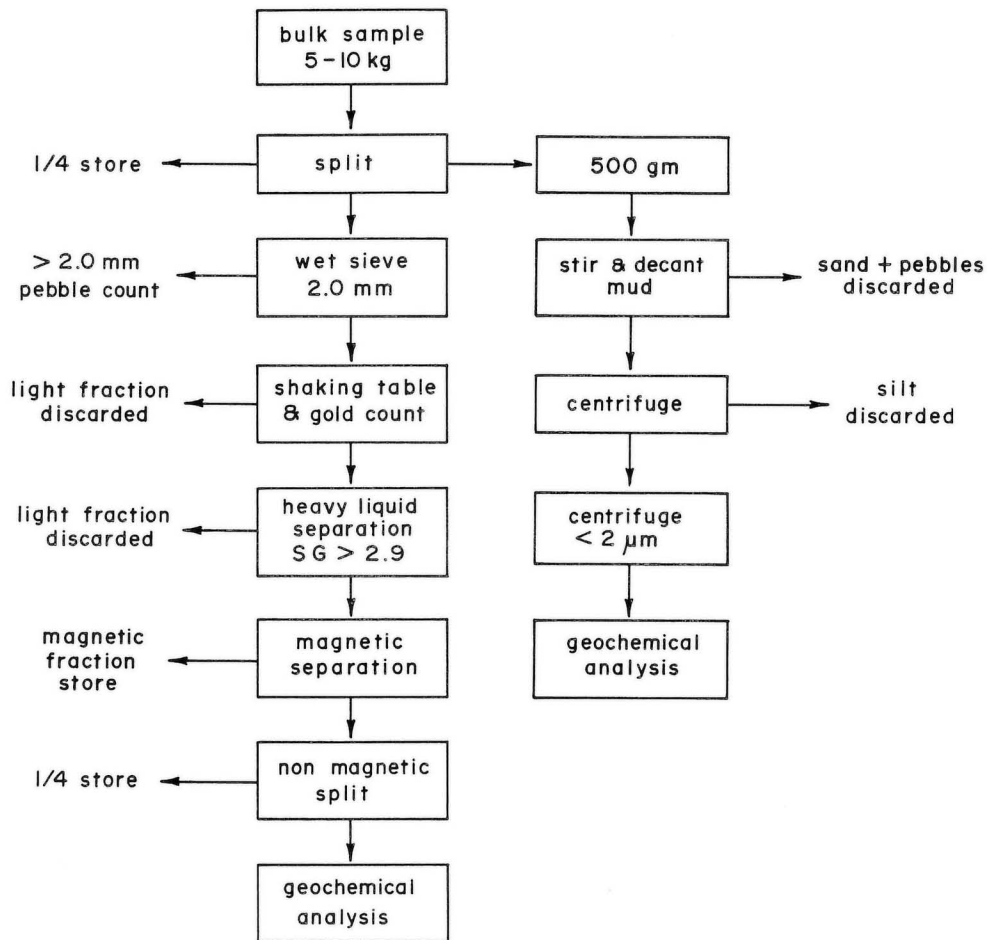 bulk sample
5-10 kg
1/4 store
split
500 gm
> 2.0 mm
pebble count
wet sieve
2.0 mm
stir & decant
mud
sand + pebbles
discarded
light fraction
discarded
shaking table
& gold count
centrifuge
silt
discarded
light fraction
discarded
heavy liquid
separation
SG > 2.9
centrifuge
< 2 µm
magnetic
fraction
store
magnetic
separation
geochemical
analysis
1/4 store
non magnetic
split
geochemical
analysis